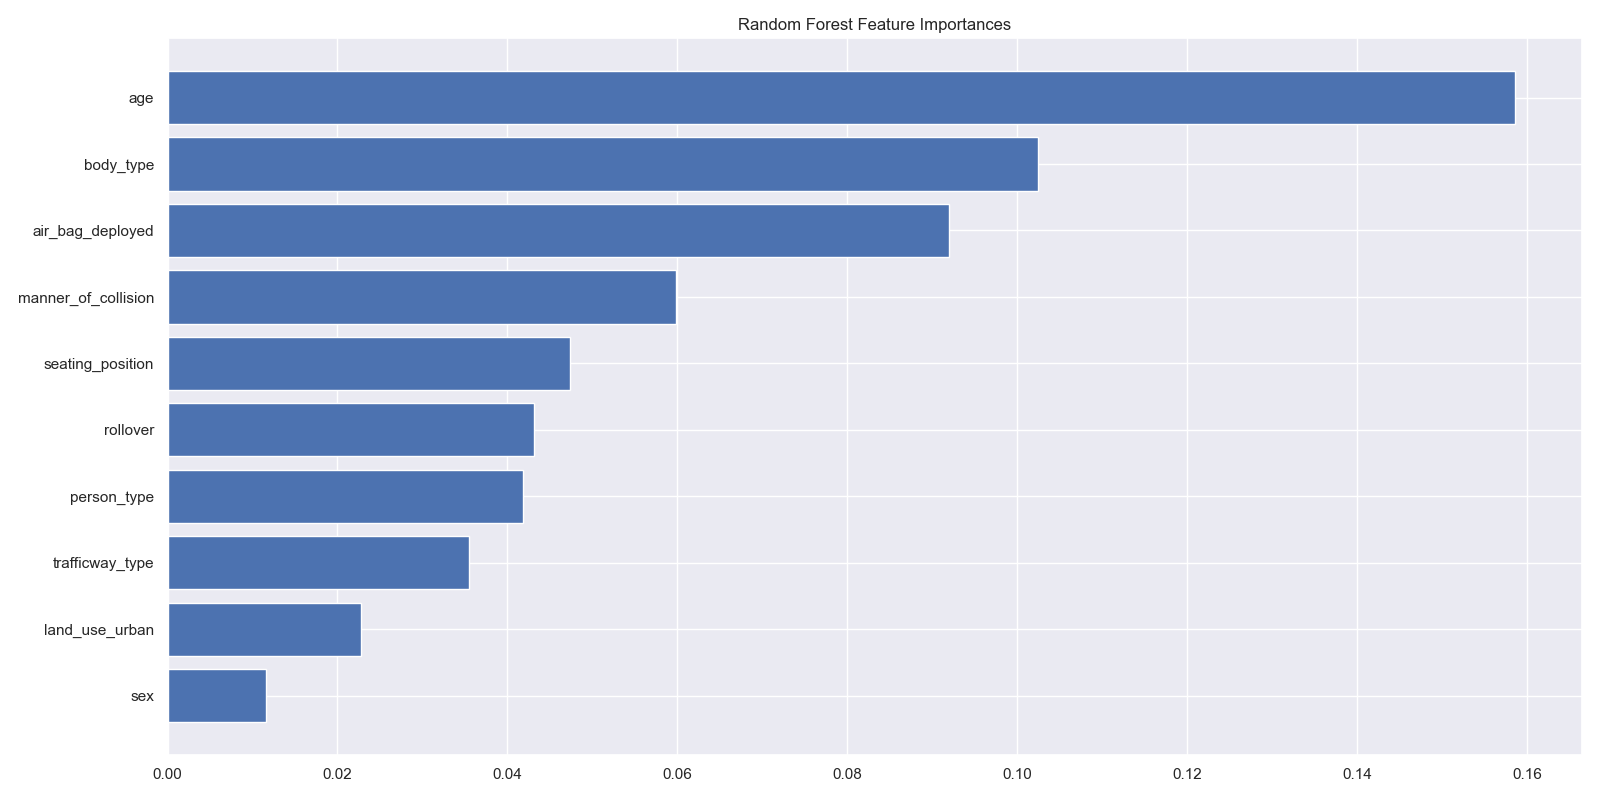 Random Forest Feature Importances
age
body_type
air_bag_deployed
manner_of_collision
seating_position
rollover
person_type
trafficway_type
land_use_urban
sex
0.00 0.02 0.04 0.06 0.08 0.10 0.12 0.14 0.16